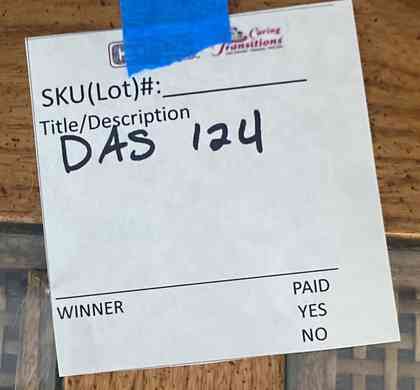 Caring
Transitions
SKU(Lot)#:
Title/Description
DAS 124
WINNER
PAID
YES
NO